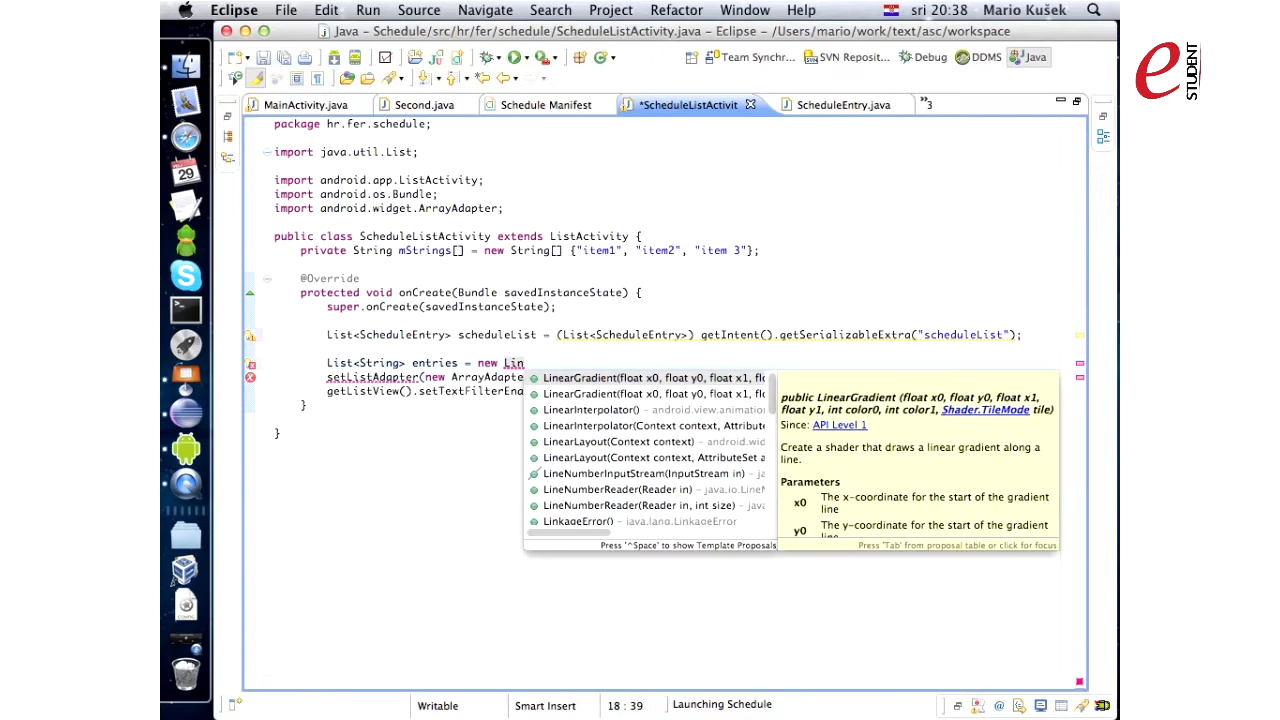 Eclipse File Edit Run Source Navigate Search Project Refactor Window Help sri 20:38 Mario Kušek
Java – Schedule/src/hr/fer/schedule/ScheduleListActivity.java – Eclipse – /Users/mario/work/text/asc/workspace
e STUDENT
Team Synchr... SVN Reposit... Debug DDMS Java
MainActivity.java Second.java Schedule Manifest *ScheduleListActivit ScheduleEntry.java »3
package hr.fer.schedule;
import java.util.List;
import android.app.ListActivity;
import android.os.Bundle;
import android.widget.ArrayAdapter;
public class ScheduleListActivity extends ListActivity {
private String mStrings[] = new String[] {"item1", "item2", "item 3"};
@Override
protected void onCreate(Bundle savedInstanceState) {
super.onCreate(savedInstanceState);
List<ScheduleEntry> scheduleList = (List<ScheduleEntry>) getIntent().getSerializableExtra("scheduleList");
List<String> entries = new Lin
setListAdapter(new ArrayAdapte
getListView().setTextFilterEna
}
}
LinearGradient(float x0, float y0, float x1, fl
LinearGradient(float x0, float y0, float x1, fl
LinearInterpolator() – android.view.animatio
LinearInterpolator(Context context, Attribute
LinearLayout(Context context) – android.wid
LinearLayout(Context context, AttributeSet a
LineNumberInputStream(InputStream in) – ja
LineNumberReader(Reader in) – java.io.LineN
LineNumberReader(Reader in, int size) – java
LinkageError() – java.lang.LinkageError
Press '^Space' to show Template Proposals
public LinearGradient (float x0, float y0, float x1,
float y1, int color0, int color1, Shader.TileMode tile)
Since: API Level 1
Create a shader that draws a linear gradient along a
line.
Parameters
x0 The x-coordinate for the start of the gradient
line
y0 The y-coordinate for the start of the gradient
line
Press 'Tab' from proposal table or click for focus
29
Writable Smart Insert 18 : 39 Launching Schedule